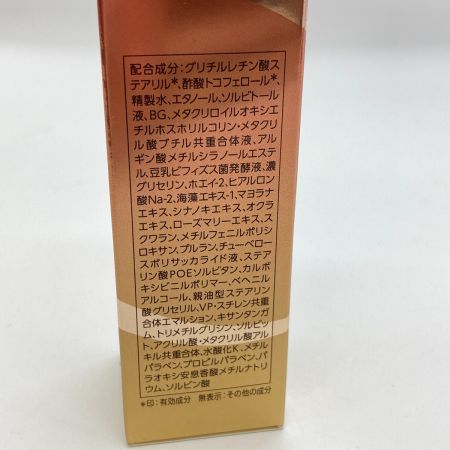 配合成分:グリチルレチン酸ス
テアリル*、酢酸トコフェロール*、
精製水、エタノール、ソルビトール
液、BG、メタクリロイルオキシエ
チルホスホリルコリン・メタクリ
ル酸ブチル共重合体液、アル
ギン酸メチルシラノールエステ
ル、豆乳ビフィズス菌発酵液、濃
グリセリン、ホエイ-2、ヒアルロン
酸Na-2、海藻エキス-1、マヨラナ
エキス、シナノキエキス、オクラ
エキス、ローズマリーエキス、ス
クワラン、メチルフェニルポリシ
ロキサン、プルラン、チューベロー
スポリサッカライド液、ステア
リン酸POEソルビタン、カルボ
キシビニルポリマー、ベヘニル
アルコール、親油型ステアリン
酸グリセリル、VP・スチレン共重
合体エマルション、キサンタンガ
ム、トリメチルグリシン、ソルビッ
ト、アクリル酸・メタクリル酸アル
キル共重合体、水酸化K、メチル
パラベン、プロピルパラベン、パ
ラオキシ安息香酸メチルナトリ
ウム、ソルビン酸
*印:有効成分 無表示:その他の成分